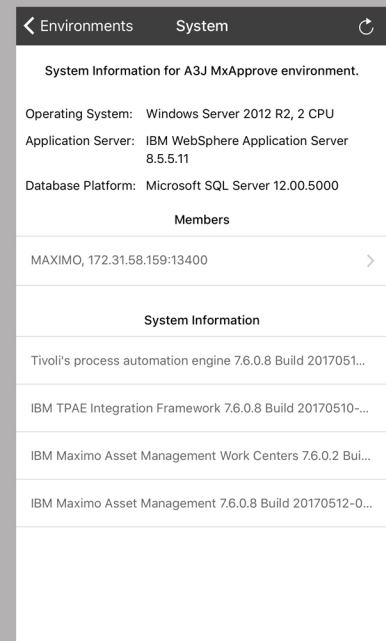 Environments System
System Information for A3J MxApprove environment.
Operating System: Windows Server 2012 R2, 2 CPU
Application Server: IBM WebSphere Application Server
8.5.5.11
Database Platform: Microsoft SQL Server 12.00.5000
Members
MAXIMO, 172.31.58.159:13400
System Information
Tivoli's process automation engine 7.6.0.8 Build 2017051...
IBM TPAE Integration Framework 7.6.0.8 Build 20170510-...
IBM Maximo Asset Management Work Centers 7.6.0.2 Bui...
IBM Maximo Asset Management 7.6.0.8 Build 20170512-0...